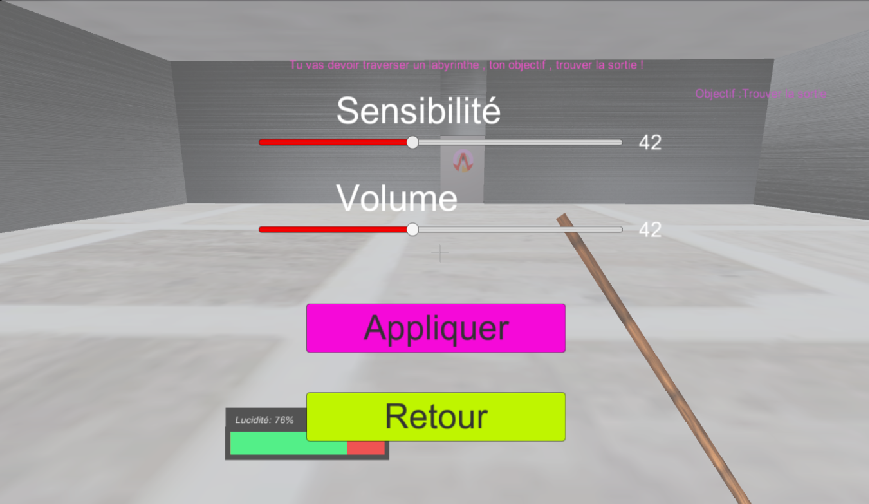 Tu vas devoir traverser un labyrinthe , ton objectif , trouver la sortie !
Objectif :Trouver la sortie
Sensibilité
42
Volume
42
Appliquer
Retour
Lucidité: 76%